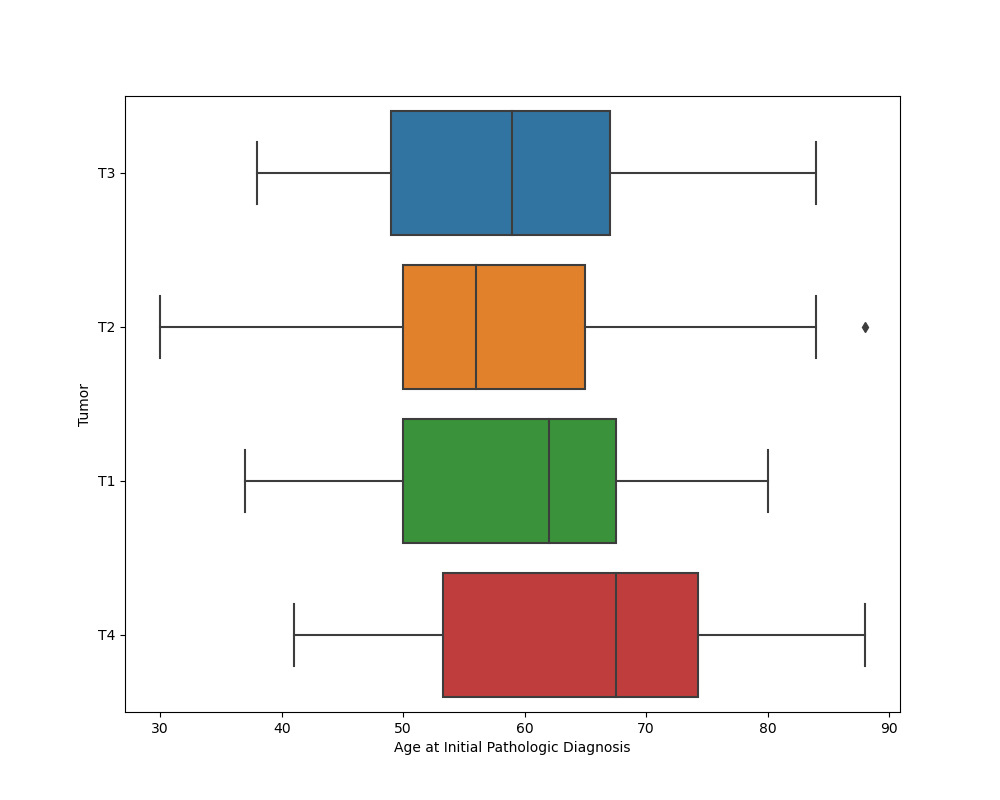 T3
T2
Tumor
T1
T4
30 40 50 60 70 80 90
Age at Initial Pathologic Diagnosis